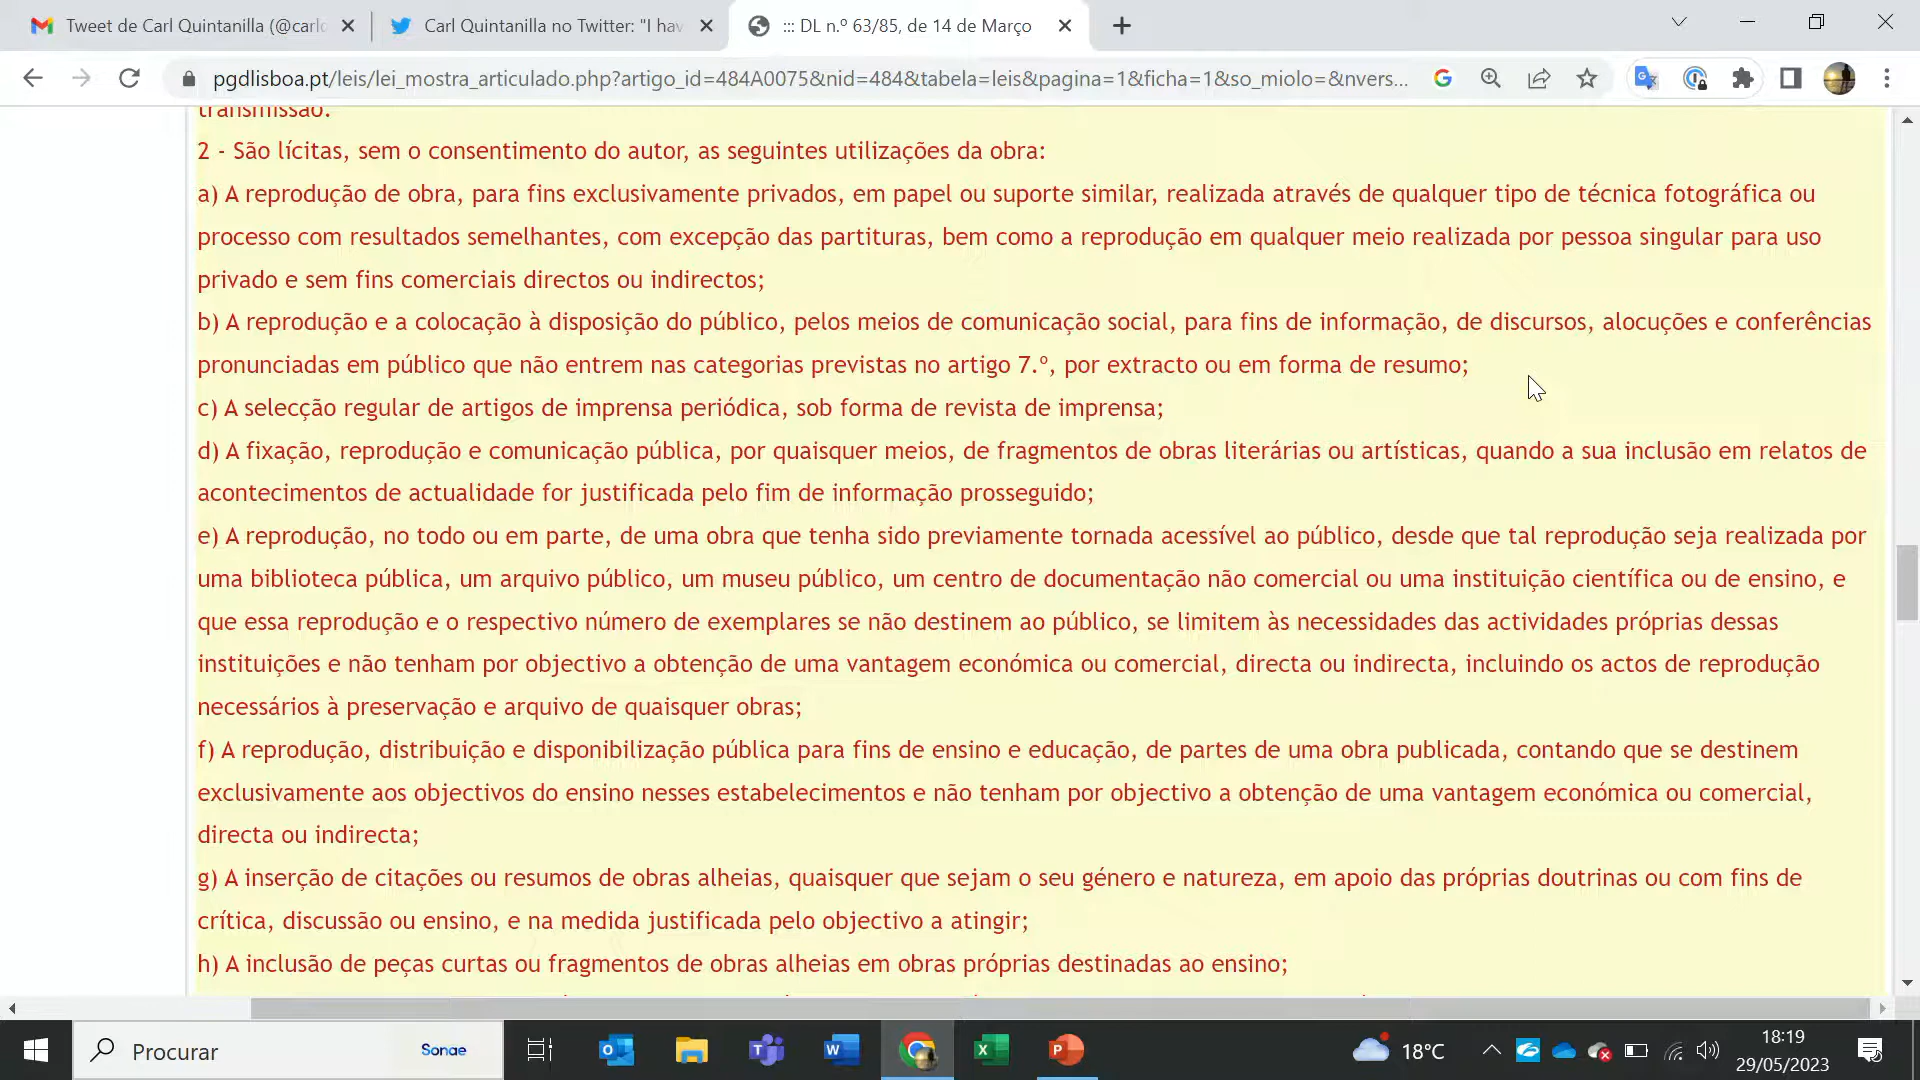 Tweet de Carl Quintanilla (@carlo
Carl Quintanilla no Twitter: "I hav
::: DL n.º 63/85, de 14 de Março
pgdlisboa.pt/leis/lei_mostra_articulado.php?artigo_id=484A0075&nid=484&tabela=leis&pagina=1&ficha=1&so_miolo=&nvers...
transmissão.
2 - São lícitas, sem o consentimento do autor, as seguintes utilizações da obra:
a) A reprodução de obra, para fins exclusivamente privados, em papel ou suporte similar, realizada através de qualquer tipo de técnica fotográfica ou
processo com resultados semelhantes, com excepção das partituras, bem como a reprodução em qualquer meio realizada por pessoa singular para uso
privado e sem fins comerciais directos ou indirectos;
b) A reprodução e a colocação à disposição do público, pelos meios de comunicação social, para fins de informação, de discursos, alocuções e conferências
pronunciadas em público que não entrem nas categorias previstas no artigo 7.º, por extracto ou em forma de resumo;
c) A selecção regular de artigos de imprensa periódica, sob forma de revista de imprensa;
d) A fixação, reprodução e comunicação pública, por quaisquer meios, de fragmentos de obras literárias ou artísticas, quando a sua inclusão em relatos de
acontecimentos de actualidade for justificada pelo fim de informação prosseguido;
e) A reprodução, no todo ou em parte, de uma obra que tenha sido previamente tornada acessível ao público, desde que tal reprodução seja realizada por
uma biblioteca pública, um arquivo público, um museu público, um centro de documentação não comercial ou uma instituição científica ou de ensino, e
que essa reprodução e o respectivo número de exemplares se não destinem ao público, se limitem às necessidades das actividades próprias dessas
instituições e não tenham por objectivo a obtenção de uma vantagem económica ou comercial, directa ou indirecta, incluindo os actos de reprodução
necessários à preservação e arquivo de quaisquer obras;
f) A reprodução, distribuição e disponibilização pública para fins de ensino e educação, de partes de uma obra publicada, contando que se destinem
exclusivamente aos objectivos do ensino nesses estabelecimentos e não tenham por objectivo a obtenção de uma vantagem económica ou comercial,
directa ou indirecta;
g) A inserção de citações ou resumos de obras alheias, quaisquer que sejam o seu género e natureza, em apoio das próprias doutrinas ou com fins de
crítica, discussão ou ensino, e na medida justificada pelo objectivo a atingir;
h) A inclusão de peças curtas ou fragmentos de obras alheias em obras próprias destinadas ao ensino;
Procurar
Sonae
18°C
18:19
29/05/2023